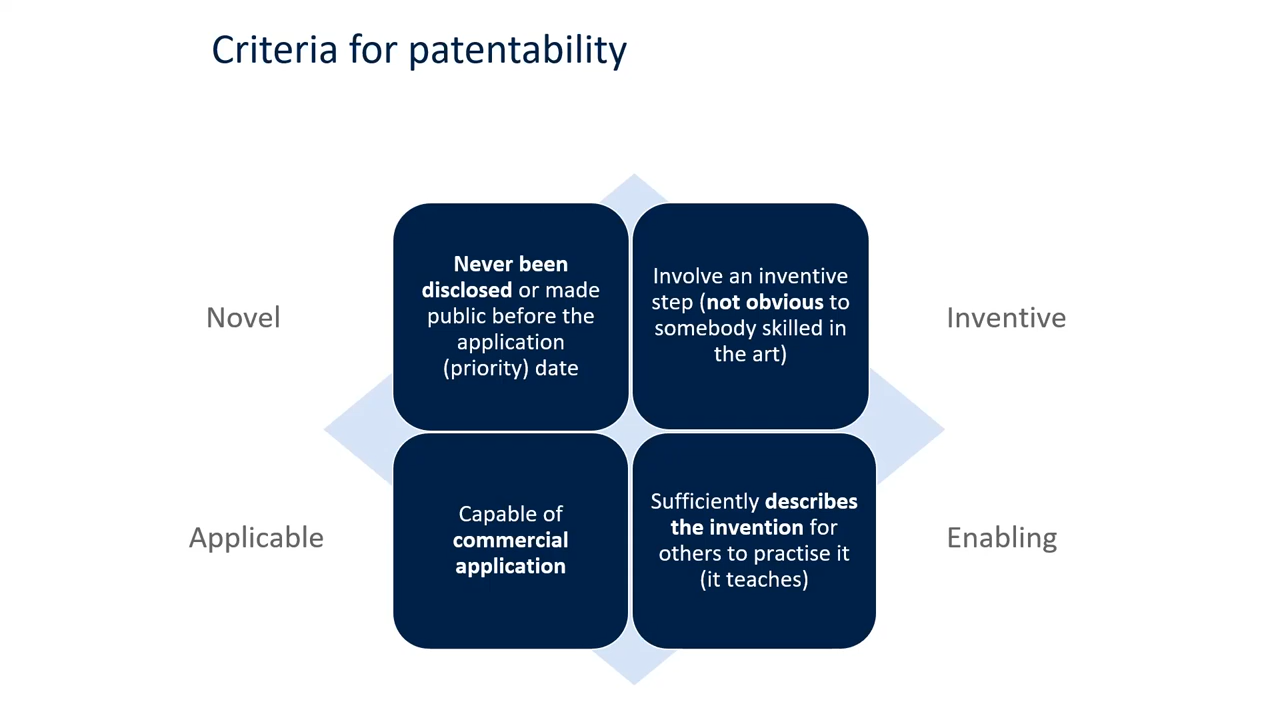 Criteria for patentability
Novel
Never been
disclosed or made
public before the
application
(priority) date
Involve an inventive
step (not obvious to
somebody skilled in
the art)
Inventive
Applicable
Capable of
commercial
application
Sufficiently describes
the invention for
others to practise it
(it teaches)
Enabling